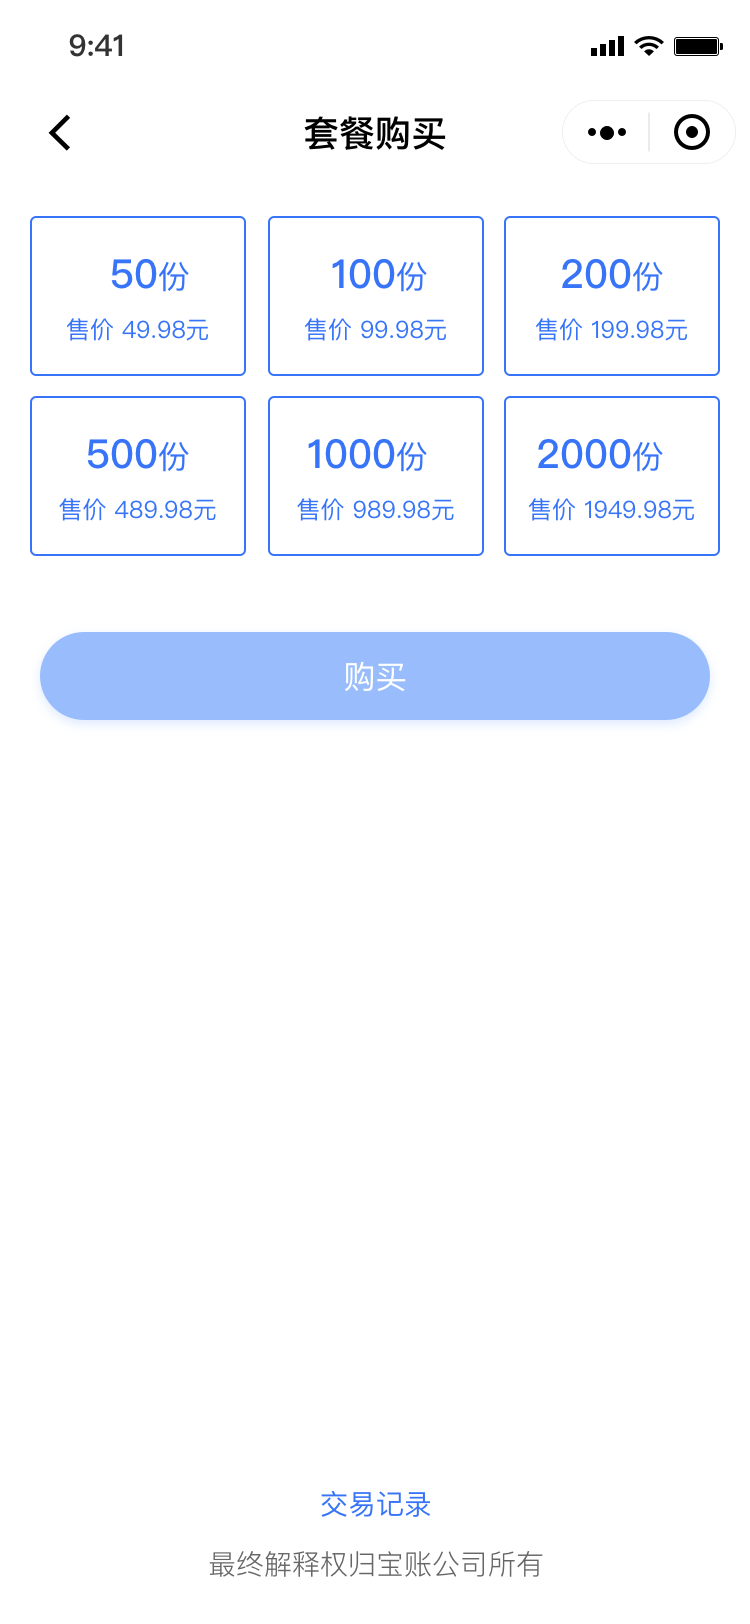 9:41
套餐购买
50份
售价 49.98元
100份
售价 99.98元
200份
售价 199.98元
500份
售价 489.98元
1000份
售价 989.98元
2000份
售价 1949.98元
购买
交易记录
最终解释权归宝账公司所有